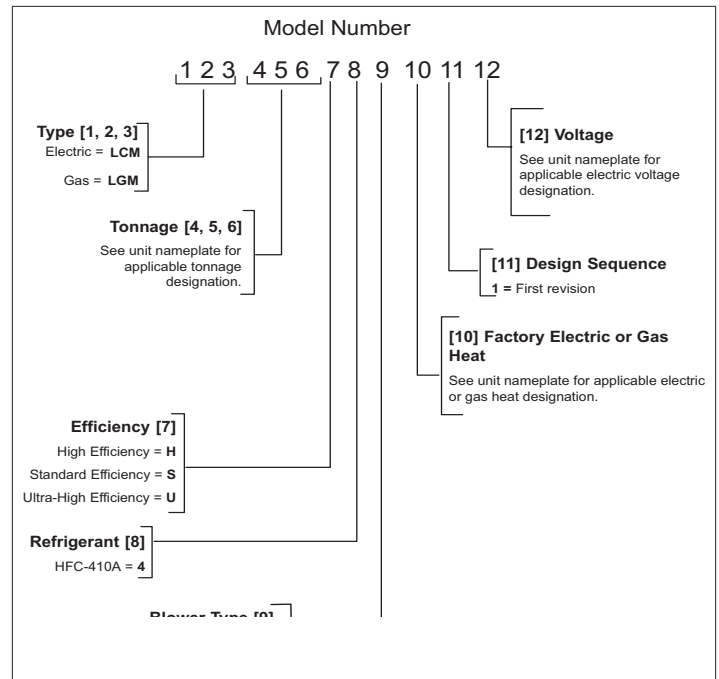 Model Number
1 2 3 4 5 6 7 8 9 10 11 12
Type [1, 2, 3]
Electric = LCM
Gas = LGM
Tonnage [4, 5, 6]
See unit nameplate for
applicable tonnage
designation.
Efficiency [7]
High Efficiency = H
Standard Efficiency = S
Ultra-High Efficiency = U
Refrigerant [8]
HFC-410A = 4
Blower Type [9]
[12] Voltage
See unit nameplate for
applicable electric voltage
designation.
[11] Design Sequence
1 = First revision
[10] Factory Electric or Gas
Heat
See unit nameplate for applicable electric
or gas heat designation.